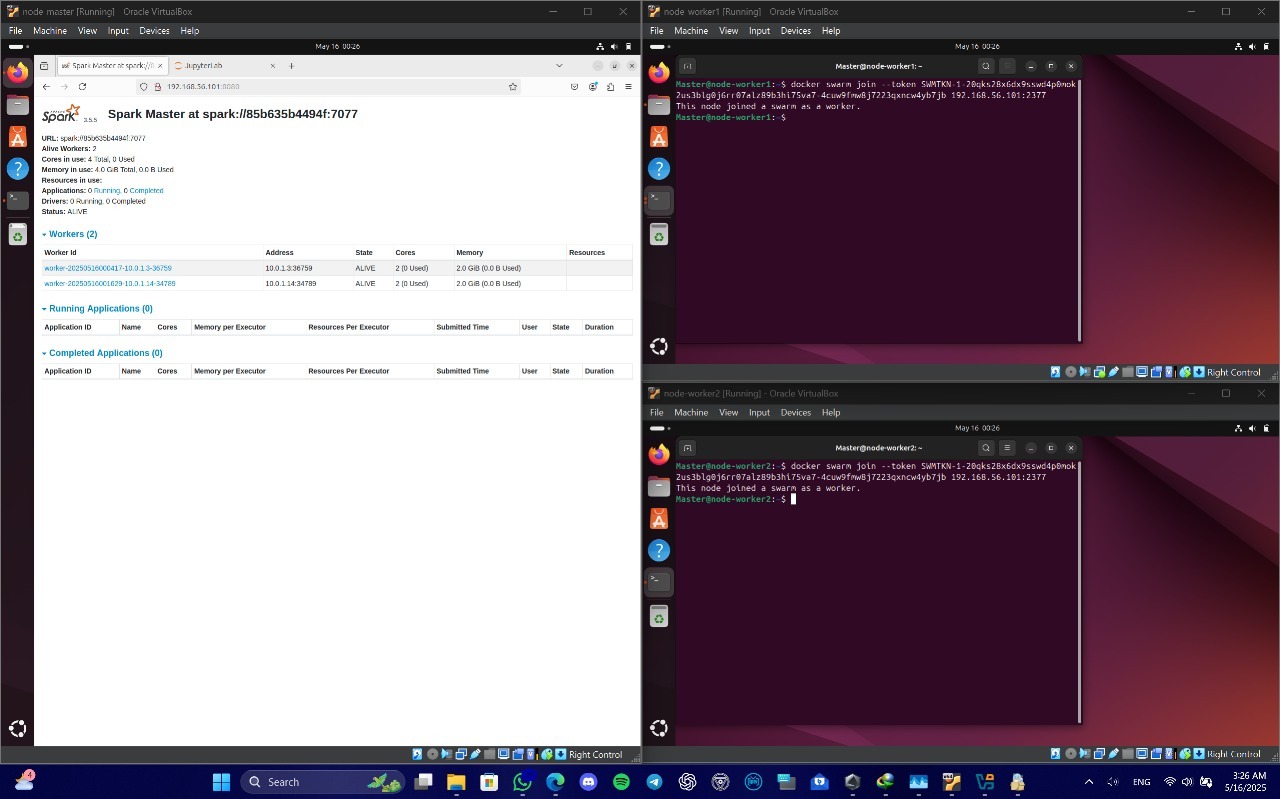 node-master [Running] - Oracle VirtualBox
File Machine View Input Devices Help
May 16 00:26
Spark Master at spark://8
JupyterLab
192.168.56.101:8080
Spark 3.5.5 Spark Master at spark://85b635b4494f:7077
URL: spark://85b635b4494f:7077
Alive Workers: 2
Cores in use: 4 Total, 0 Used
Memory in use: 4.0 GiB Total, 0.0 B Used
Resources in use:
Applications: 0 Running, 0 Completed
Drivers: 0 Running, 0 Completed
Status: ALIVE
Workers (2)
Worker Id Address State Cores Memory Resources
worker-20250516000417-10.0.1.3-36759 10.0.1.3:36759 ALIVE 2 (0 Used) 2.0 GiB (0.0 B Used)
worker-20250516001629-10.0.1.14-34789 10.0.1.14:34789 ALIVE 2 (0 Used) 2.0 GiB (0.0 B Used)
Running Applications (0)
Application ID Name Cores Memory per Executor Resources Per Executor Submitted Time User State Duration
Completed Applications (0)
Application ID Name Cores Memory per Executor Resources Per Executor Submitted Time User State Duration
Right Control
node-worker1 [Running] - Oracle VirtualBox
File Machine View Input Devices Help
May 16 00:26
Master@node-worker1: ~
Master@node-worker1:~$ docker swarm join --token SWMTKN-1-20qks28x6dx9sswd4p0mok
2us3blg0j6rr07alz89b3hi75va7-4cuw9fmw8j7223qxncw4yb7jb 192.168.56.101:2377
This node joined a swarm as a worker.
Master@node-worker1:~$
Right Control
node-worker2 [Running] - Oracle VirtualBox
File Machine View Input Devices Help
May 16 00:26
Master@node-worker2: ~
Master@node-worker2:~$ docker swarm join --token SWMTKN-1-20qks28x6dx9sswd4p0mok
2us3blg0j6rr07alz89b3hi75va7-4cuw9fmw8j7223qxncw4yb7jb 192.168.56.101:2377
This node joined a swarm as a worker.
Master@node-worker2:~$
Right Control
4
Search
ENG
3:26 AM
5/16/2025